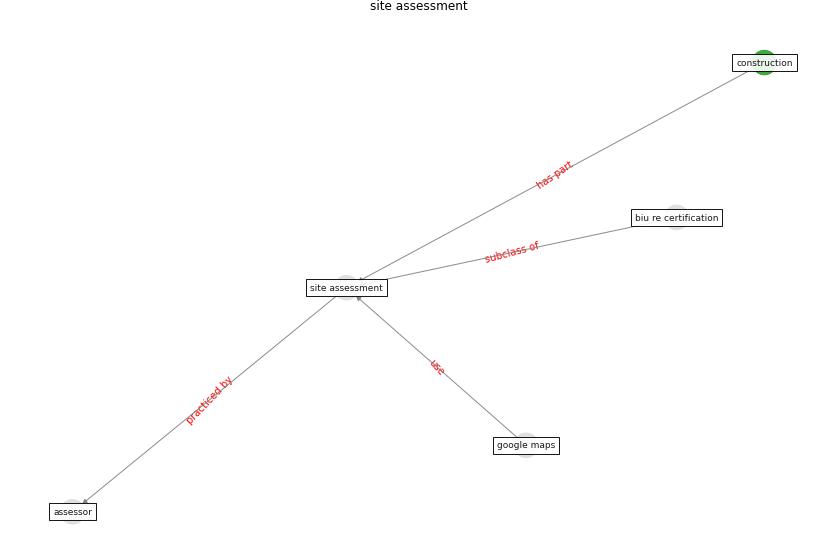 site assessment
construction
has part
biu re certification
subclass of
site assessment
use
practiced by
google maps
assessor